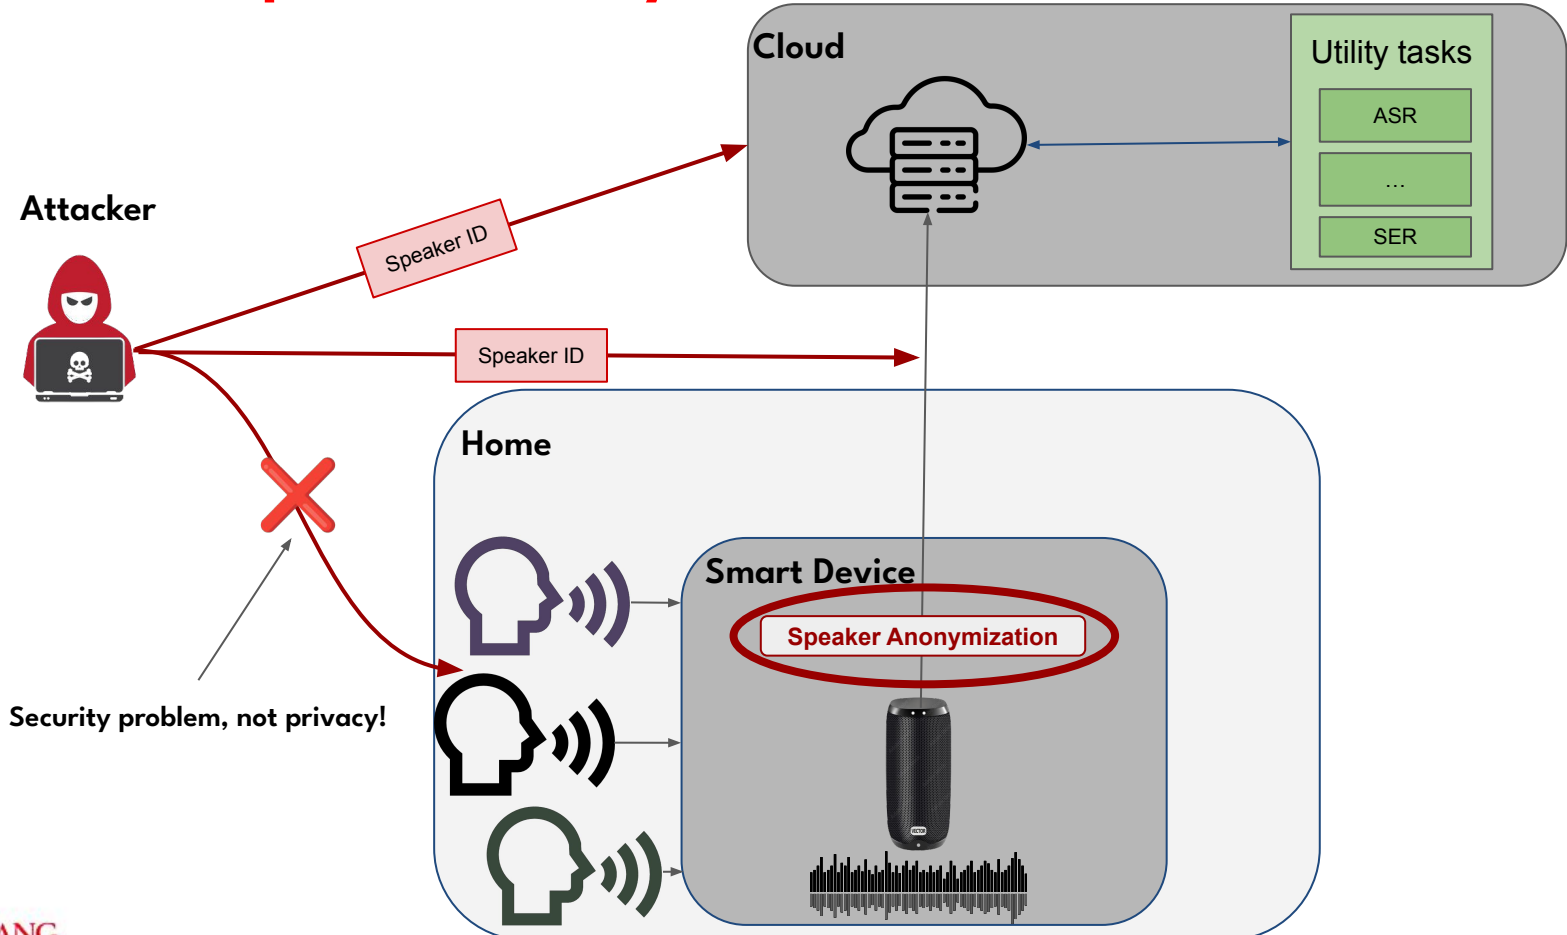 Cloud
Utility tasks
ASR
...
SER
Attacker
Speaker ID
Speaker ID
Home
Smart Device
Speaker Anonymization
Security problem, not privacy!
VECTOR